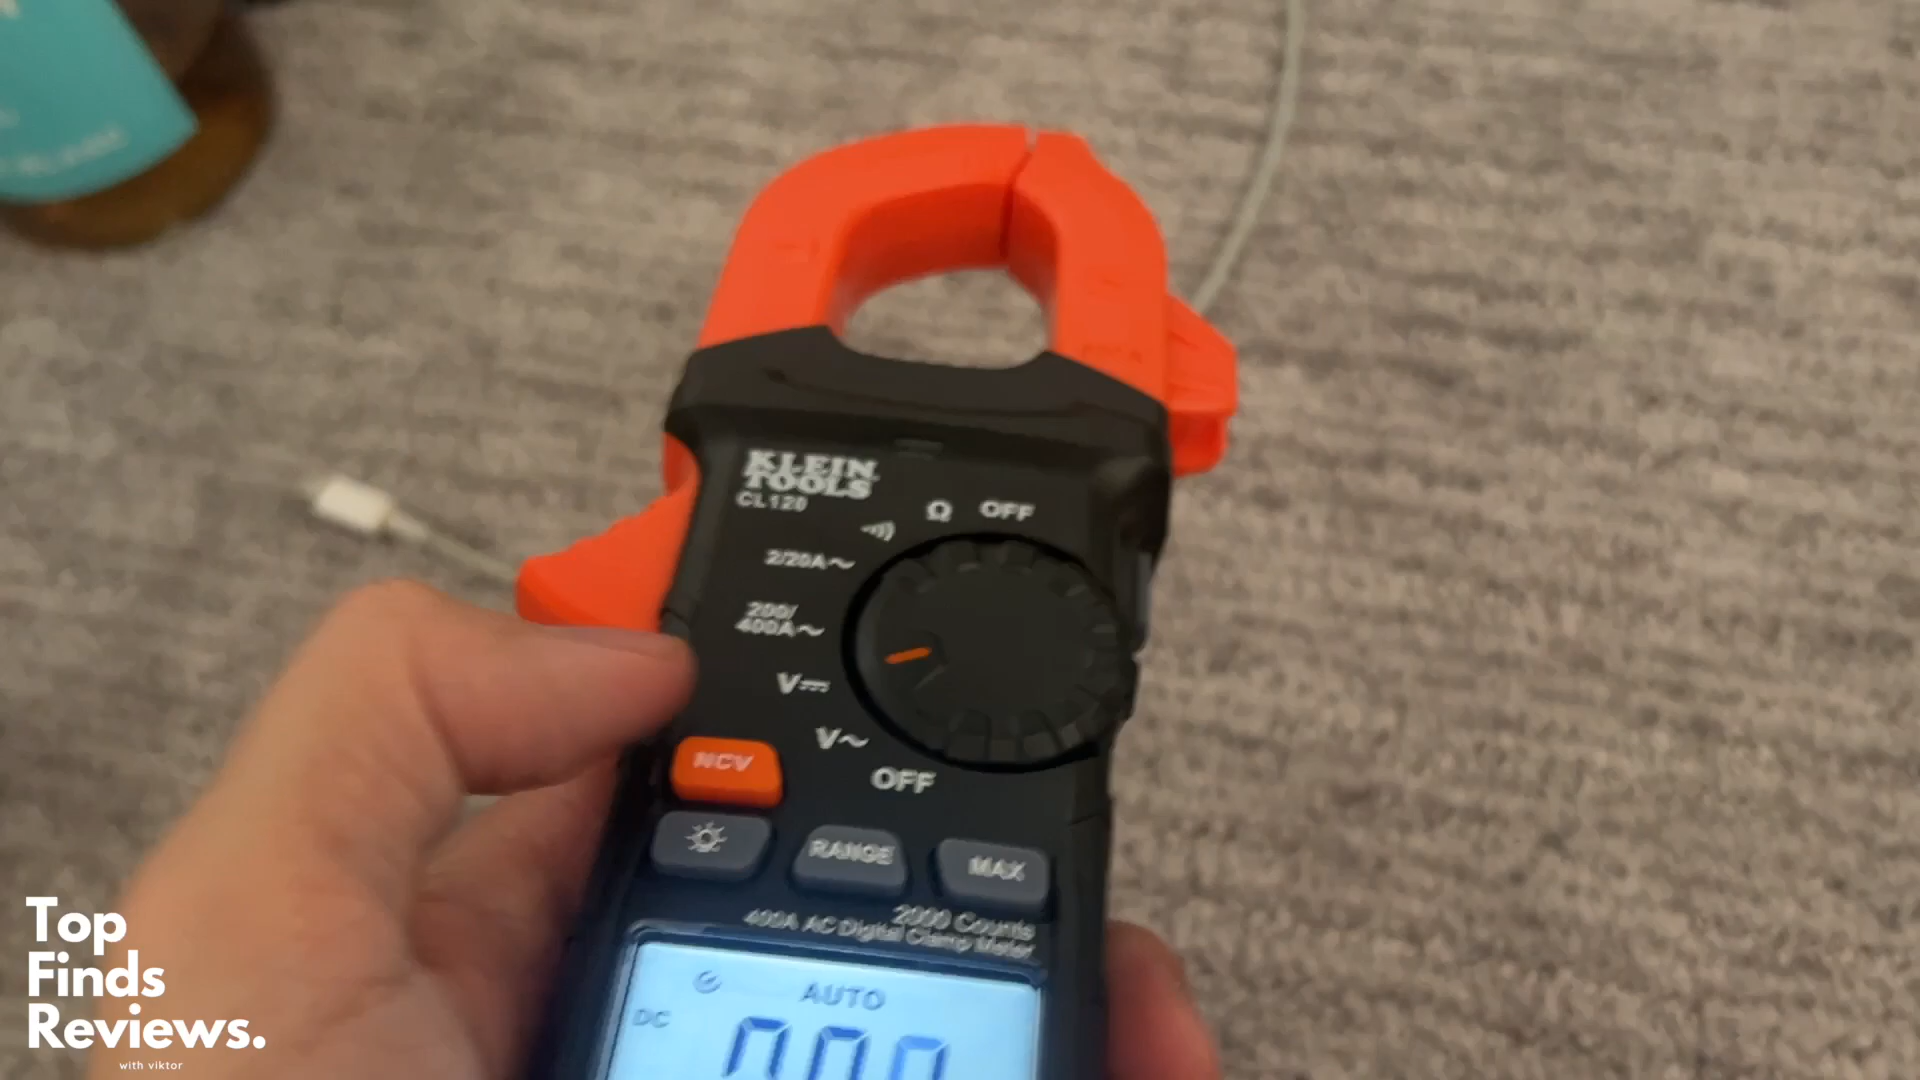 KLEIN
TOOLS
CL120
Ω OFF
2/20A～
200/
400A～
V⎓
V～
OFF
NCV
RANGE
MAX
2000 Counts
400A AC Digital Clamp Meter
AUTO
DC
Top
Finds
Reviews.
with viktor